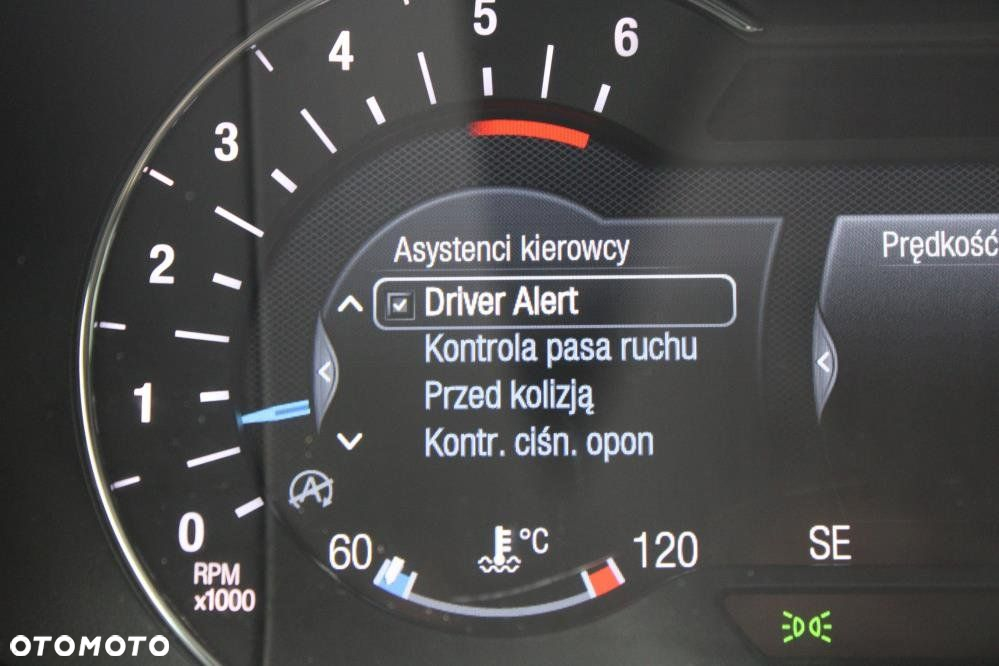 5
6
4
3
2
1
0
RPM
x1000
Asystenci kierowcy
Driver Alert
Kontrola pasa ruchu
Przed kolizją
Kontr. ciśn. opon
Prędkość
60
°C
120
SE
A
OTOMOTO